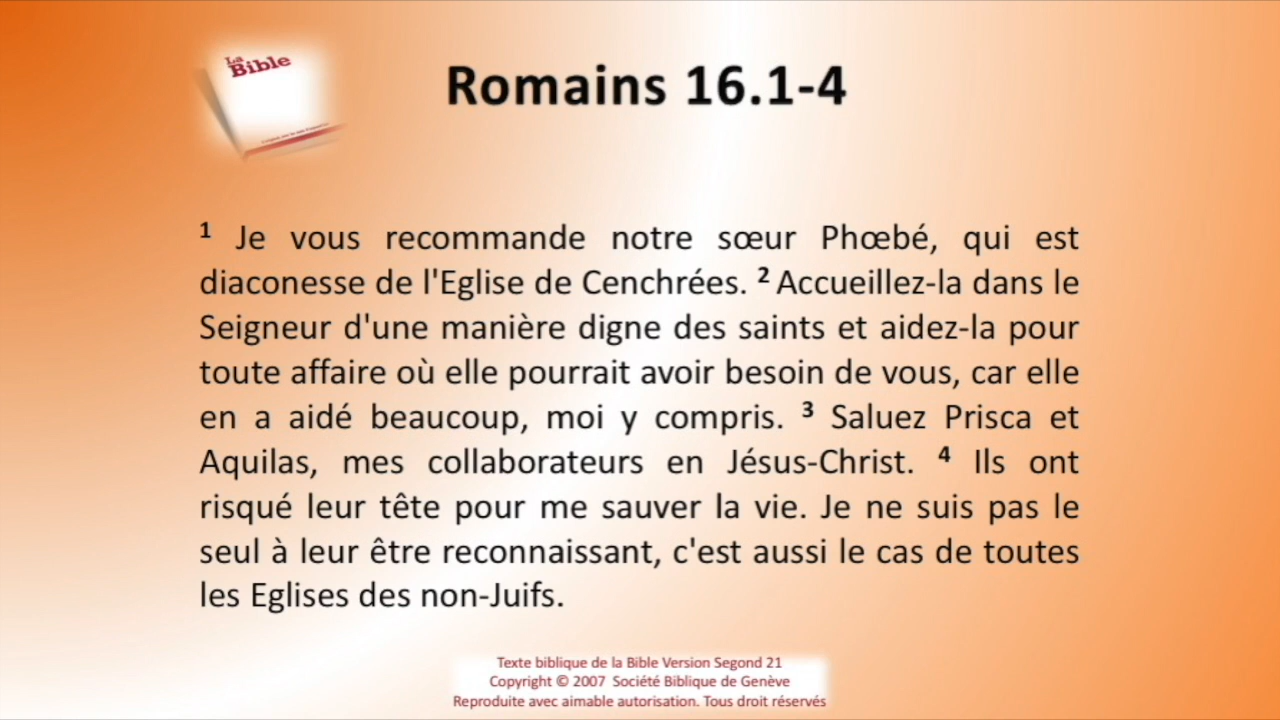 La
Bible
Romains 16.1-4
1 Je vous recommande notre sœur Phœbé, qui est
diaconesse de l'Eglise de Cenchrées. 2 Accueillez-la dans le
Seigneur d'une manière digne des saints et aidez-la pour
toute affaire où elle pourrait avoir besoin de vous, car elle
en a aidé beaucoup, moi y compris. 3 Saluez Prisca et
Aquilas, mes collaborateurs en Jésus-Christ. 4 Ils ont
risqué leur tête pour me sauver la vie. Je ne suis pas le
seul à leur être reconnaissant, c'est aussi le cas de toutes
les Eglises des non-Juifs.
Texte biblique de la Bible Version Segond 21
Copyright © 2007 Société Biblique de Genève
Reproduite avec aimable autorisation. Tous droit réservés